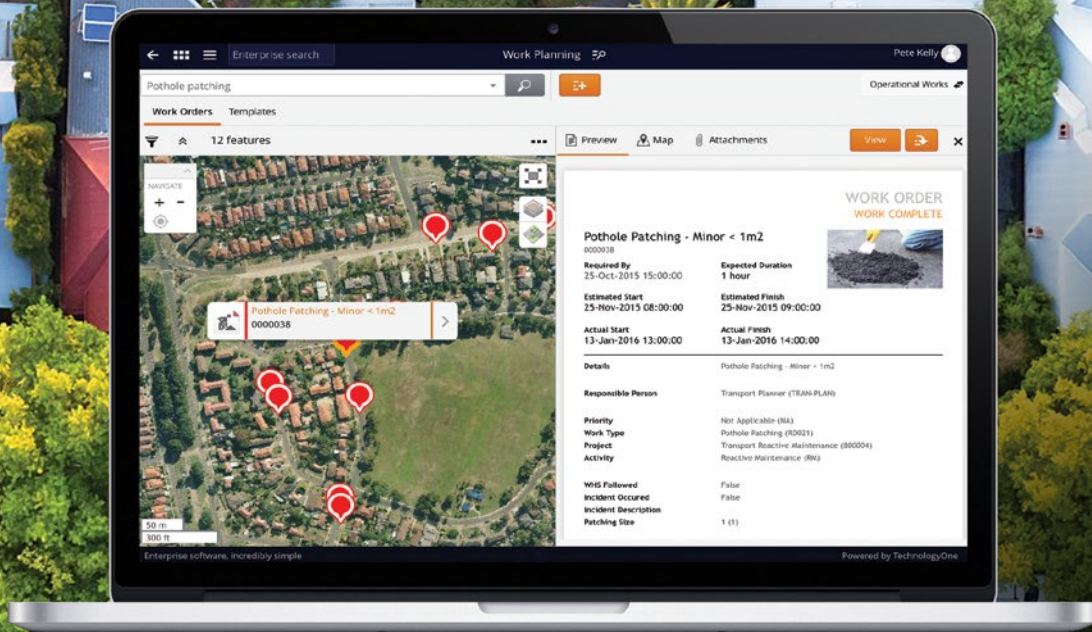 Enterprise search
Work Planning
Pete Kelly
Pothole patching
Operational Works
Work Orders Templates
12 features
Preview Map Attachments
View
NAVIGATE
+ -
WORK ORDER
WORK COMPLETE
Pothole Patching - Minor < 1m2
0000038
Required By Expected Duration
25-Oct-2015 15:00:00 1 hour
Estimated Start Estimated Finish
25-Nov-2015 08:00:00 25-Nov-2015 09:00:00
Actual Start Actual Finish
13-Jan-2016 13:00:00 13-Jan-2016 14:00:00
Pothole Patching - Minor < 1m2
0000038
Details Pothole Patching - Minor < 1m2
Responsible Person Transport Planner (TRAN-PLAN)
Priority Not Applicable (NA)
Work Type Pothole Patching (RD021)
Project Transport Reactive Maintenance (800004)
Activity Reactive Maintenance (RM)
WHS Followed False
Incident Occured False
Incident Description
Patching Size 1 (1)
50 m
300 ft
Enterprise software, incredibly simple
Powered by TechnologyOne